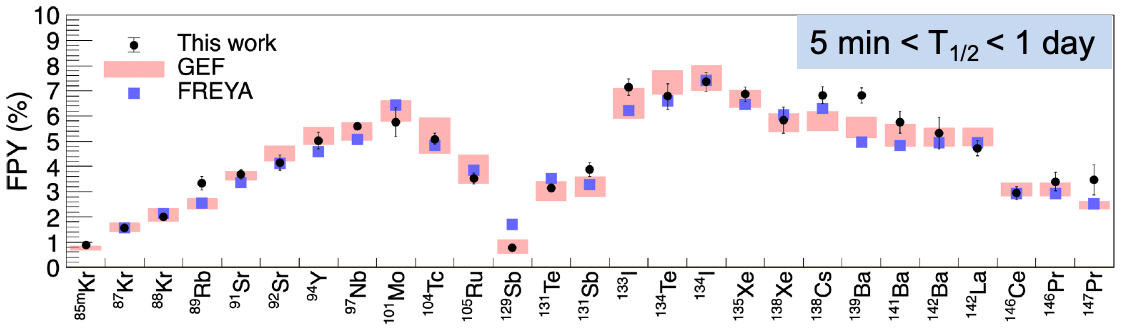 10
9
8
7
6
5
4
3
2
1
0
FPY (%)
This work
GEF
FREYA
5 min < T1/2 < 1 day
85mKr
87Kr
88Kr
89Rb
91Sr
92Sr
94Y
97Nb
101Mo
104Tc
105Ru
129Sb
131Te
131Sb
133I
134Te
134I
135Xe
138Xe
138Cs
139Ba
141Ba
142Ba
142La
146Ce
146Pr
147Pr